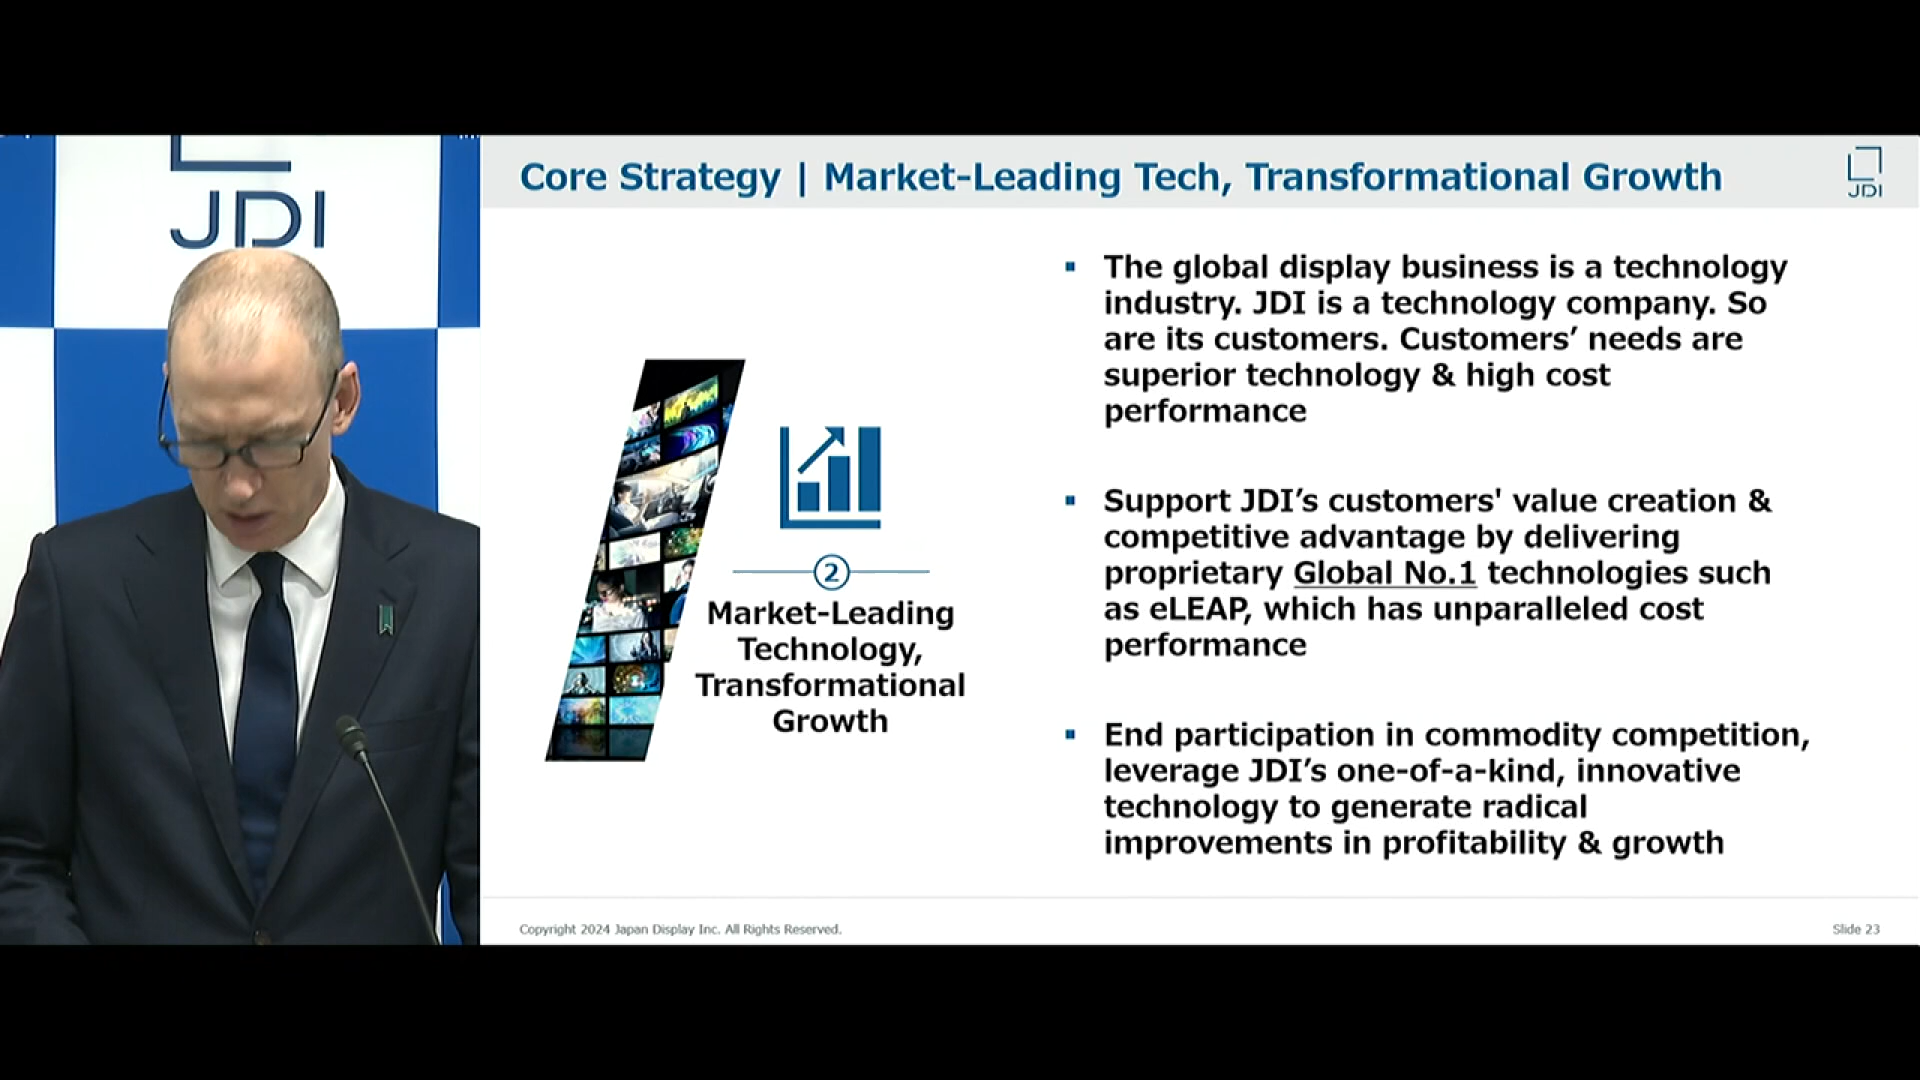 JDI
Core Strategy | Market-Leading Tech, Transformational Growth
JDI
▪ The global display business is a technology
industry. JDI is a technology company. So
are its customers. Customers’ needs are
superior technology & high cost
performance
▪ Support JDI’s customers' value creation &
competitive advantage by delivering
proprietary Global No.1 technologies such
as eLEAP, which has unparalleled cost
performance
▪ End participation in commodity competition,
leverage JDI’s one-of-a-kind, innovative
technology to generate radical
improvements in profitability & growth
2
Market-Leading
Technology,
Transformational
Growth
Copyright 2024 Japan Display Inc. All Rights Reserved.
Slide 23